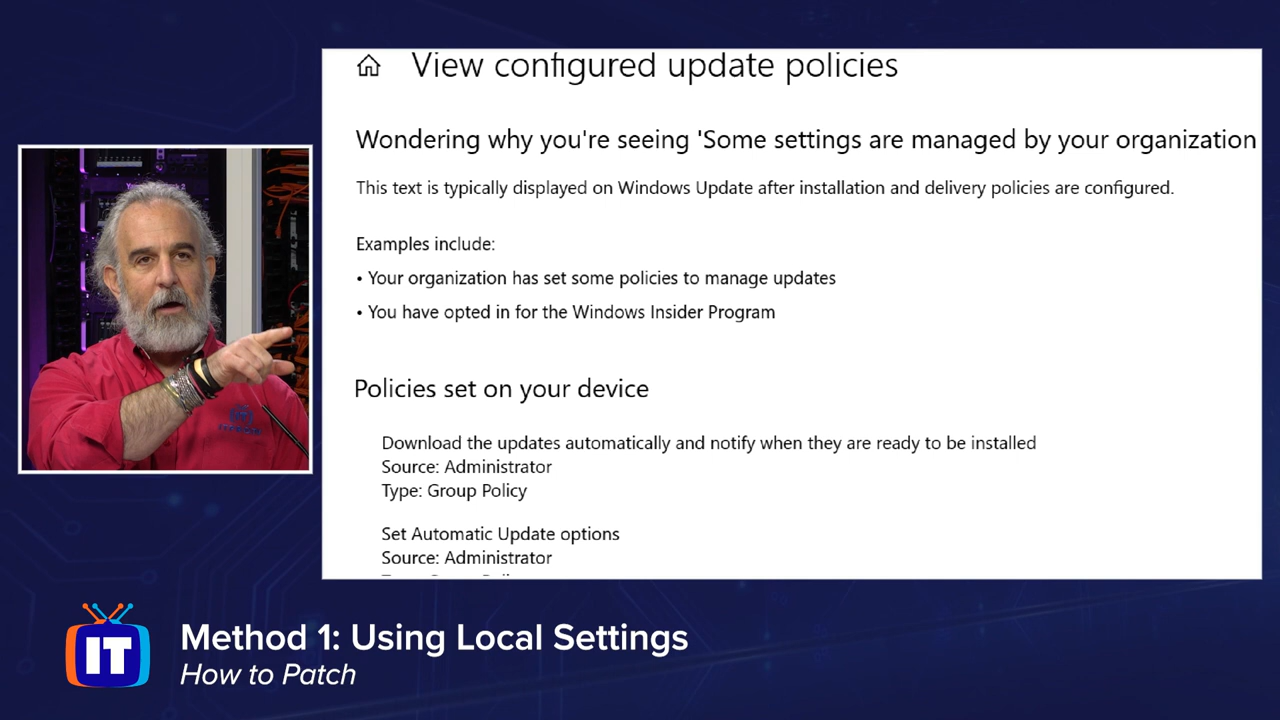 View configured update policies
Wondering why you're seeing 'Some settings are managed by your organization
This text is typically displayed on Windows Update after installation and delivery policies are configured.
Examples include:
• Your organization has set some policies to manage updates
• You have opted in for the Windows Insider Program
Policies set on your device
Download the updates automatically and notify when they are ready to be installed
Source: Administrator
Type: Group Policy
Set Automatic Update options
Source: Administrator
IT
Method 1: Using Local Settings
How to Patch